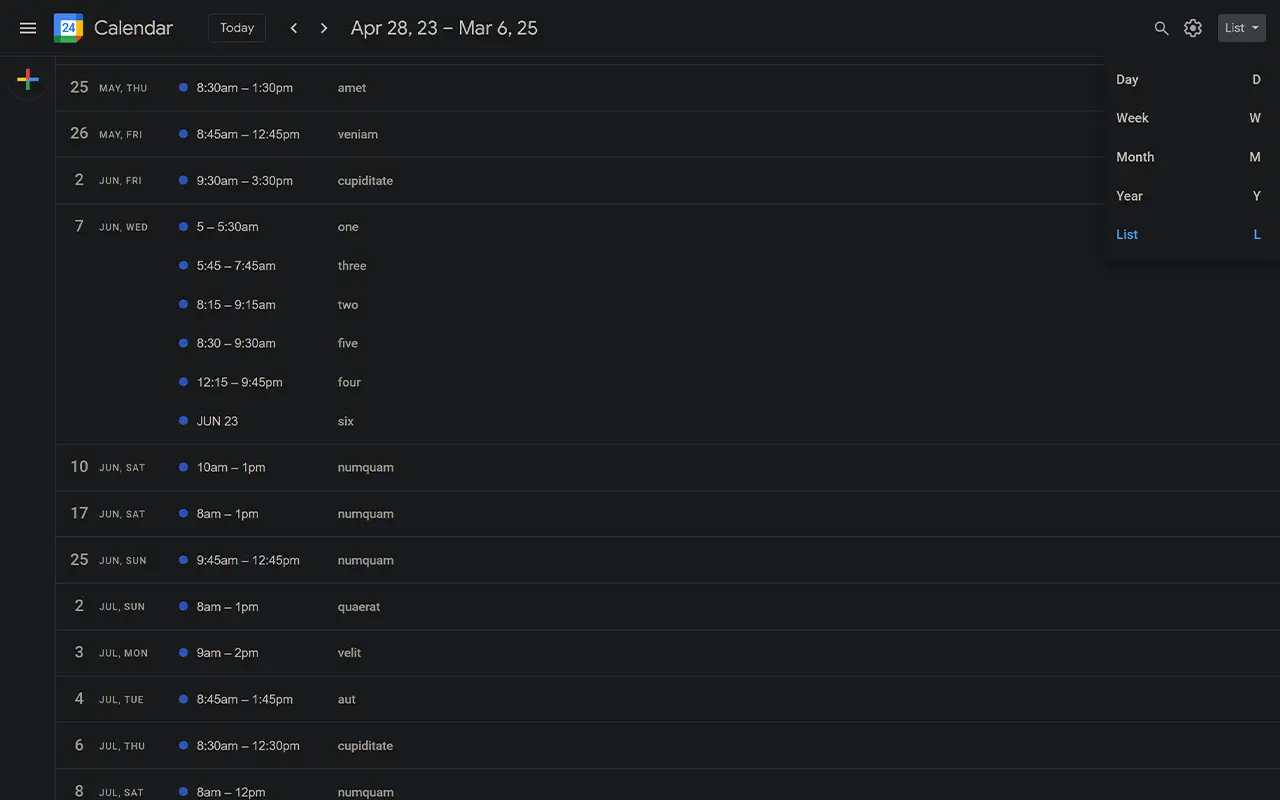 24 Calendar Today Apr 28, 23 – Mar 6, 25 List
Day D
Week W
Month M
Year Y
List L
25 MAY, THU 8:30am – 1:30pm amet
26 MAY, FRI 8:45am – 12:45pm veniam
2 JUN, FRI 9:30am – 3:30pm cupiditate
7 JUN, WED 5 – 5:30am one
5:45 – 7:45am three
8:15 – 9:15am two
8:30 – 9:30am five
12:15 – 9:45pm four
JUN 23 six
10 JUN, SAT 10am – 1pm numquam
17 JUN, SAT 8am – 1pm numquam
25 JUN, SUN 9:45am – 12:45pm numquam
2 JUL, SUN 8am – 1pm quaerat
3 JUL, MON 9am – 2pm velit
4 JUL, TUE 8:45am – 1:45pm aut
6 JUL, THU 8:30am – 12:30pm cupiditate
8 JUL, SAT 8am – 12pm numquam